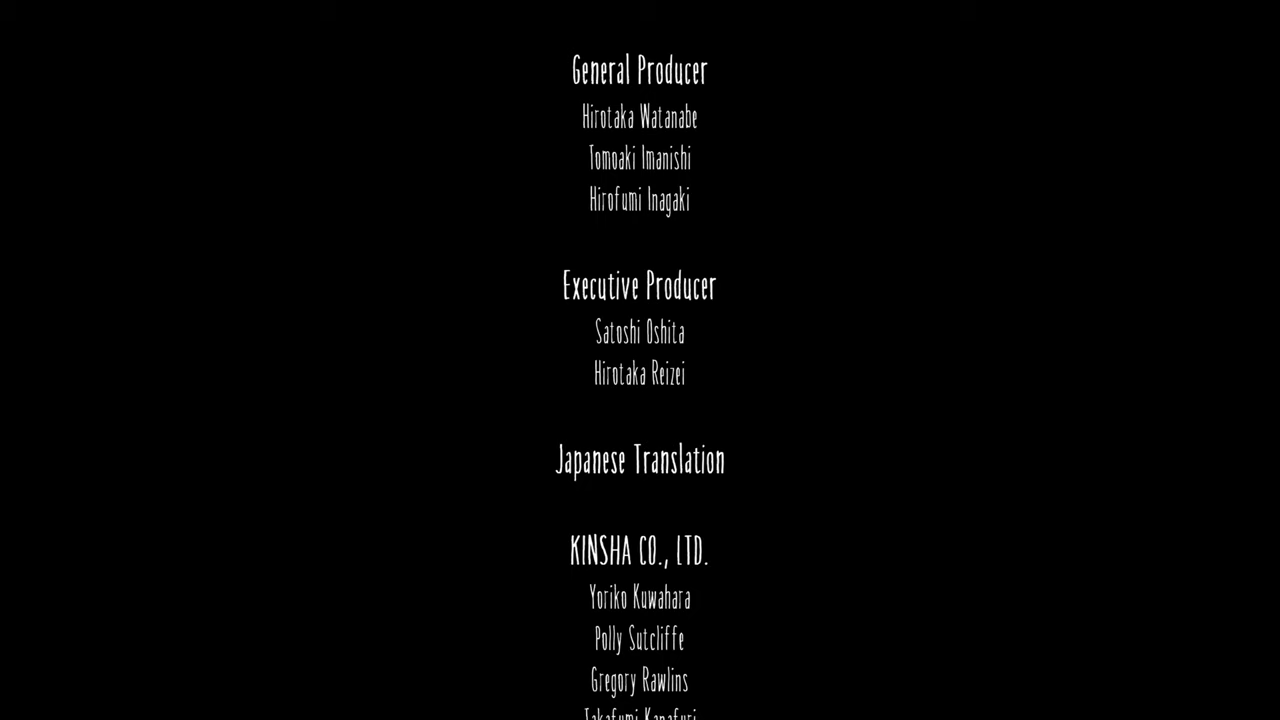 General Producer
Hirotaka Watanabe
Tomoaki Imanishi
Hirofumi Inagaki
Executive Producer
Satoshi Oshita
Hirotaka Reizei
Japanese Translation
KINSHA CO., LTD.
Yoriko Kuwahara
Polly Sutcliffe
Gregory Rawlins
Takafumi